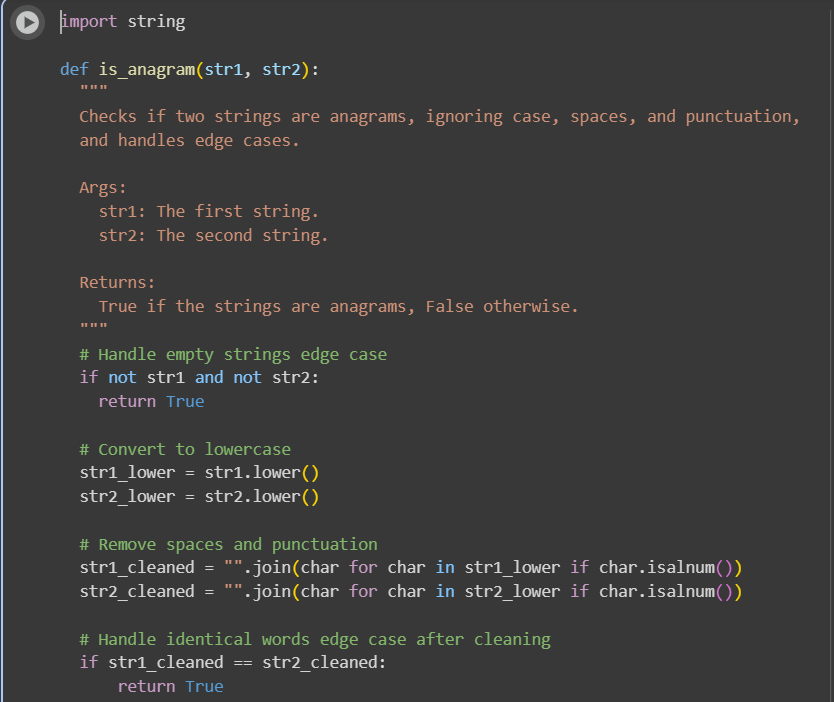 import string

def is_anagram(str1, str2):
  """
  Checks if two strings are anagrams, ignoring case, spaces, and punctuation,
  and handles edge cases.

  Args:
    str1: The first string.
    str2: The second string.

  Returns:
    True if the strings are anagrams, False otherwise.
  """
  # Handle empty strings edge case
  if not str1 and not str2:
    return True

  # Convert to lowercase
  str1_lower = str1.lower()
  str2_lower = str2.lower()

  # Remove spaces and punctuation
  str1_cleaned = "".join(char for char in str1_lower if char.isalnum())
  str2_cleaned = "".join(char for char in str2_lower if char.isalnum())

  # Handle identical words edge case after cleaning
  if str1_cleaned == str2_cleaned:
      return True